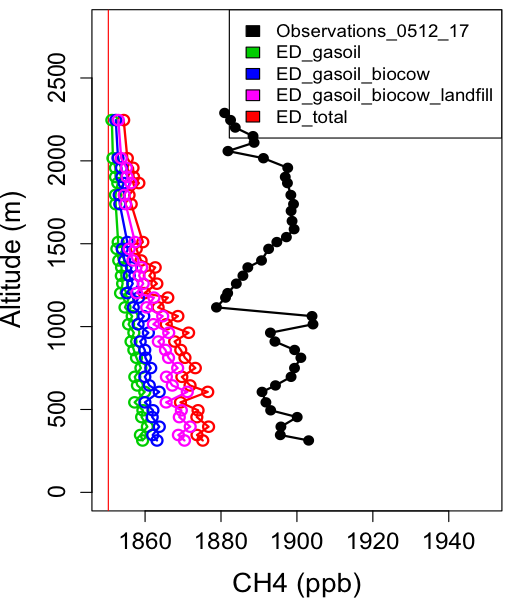 Observations_0512_17
ED_gasoil
ED_gasoil_biocow
ED_gasoil_biocow_landfill
ED_total
Altitude (m)
2500
2000
1500
1000
500
0
1860 1880 1900 1920 1940
CH4 (ppb)